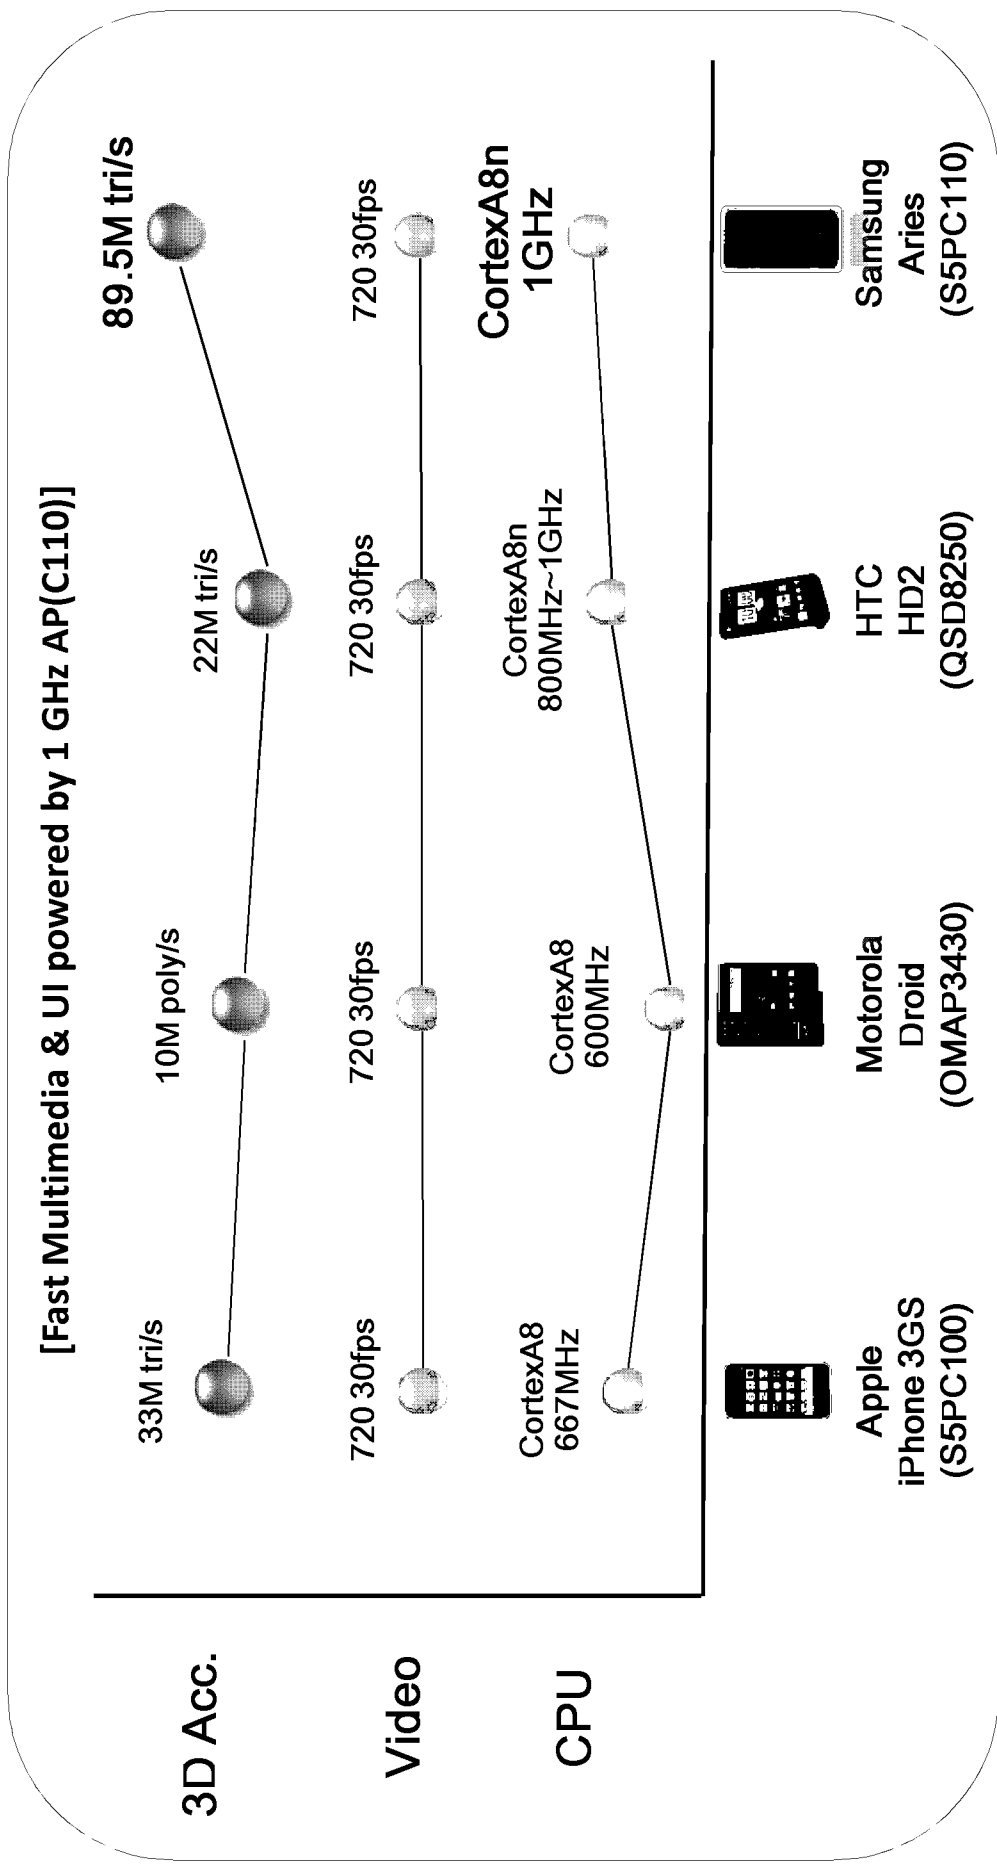 [Fast Multimedia & UI powered by 1 GHz AP(C110)]
3D Acc.
33M tri/s
10M poly/s
22M tri/s
89.5M tri/s
Video
720 30fps
720 30fps
720 30fps
720 30fps
CPU
CortexA8
667MHz
CortexA8
600MHz
CortexA8n
800MHz~1GHz
CortexA8n
1GHz
Apple
iPhone 3GS
(S5PC100)
Motorola
Droid
(OMAP3430)
HTC
HD2
(QSD8250)
Samsung
Aries
(S5PC110)